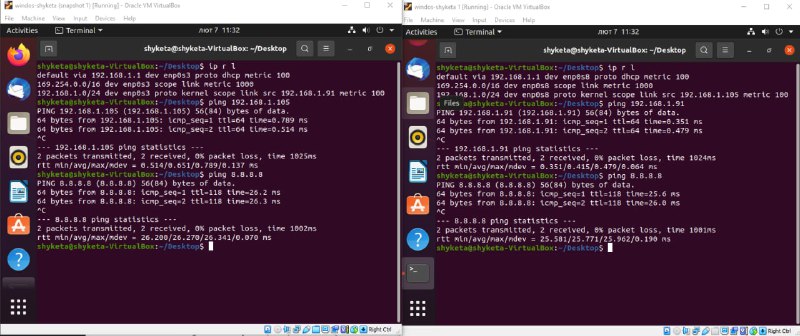 windos-shyketa (snapshot 1) [Running] - Oracle VM VirtualBox
File Machine View Input Devices Help
Activities
Terminal
лют 7 11:32
shyketa@shyketa-VirtualBox: ~/Desktop
shyketa@shyketa-VirtualBox:~/Desktop$ ip r l
default via 192.168.1.1 dev enp0s3 proto dhcp metric 100
169.254.0.0/16 dev enp0s3 scope link metric 1000
192.168.1.0/24 dev enp0s3 proto kernel scope link src 192.168.1.91 metric 100
shyketa@shyketa-VirtualBox:~/Desktop$ ping 192.168.1.105
PING 192.168.1.105 (192.168.1.105) 56(84) bytes of data.
64 bytes from 192.168.1.105: icmp_seq=1 ttl=64 time=0.789 ms
64 bytes from 192.168.1.105: icmp_seq=2 ttl=64 time=0.514 ms
^C
--- 192.168.1.105 ping statistics ---
2 packets transmitted, 2 received, 0% packet loss, time 1025ms
rtt min/avg/max/mdev = 0.514/0.651/0.789/0.137 ms
shyketa@shyketa-VirtualBox:~/Desktop$ ping 8.8.8.8
PING 8.8.8.8 (8.8.8.8) 56(84) bytes of data.
64 bytes from 8.8.8.8: icmp_seq=1 ttl=118 time=26.2 ms
64 bytes from 8.8.8.8: icmp_seq=2 ttl=118 time=26.3 ms
^C
--- 8.8.8.8 ping statistics ---
2 packets transmitted, 2 received, 0% packet loss, time 1002ms
rtt min/avg/max/mdev = 26.200/26.270/26.341/0.070 ms
shyketa@shyketa-VirtualBox:~/Desktop$
Right Ctrl
windos-shyketa 1 [Running] - Oracle VM VirtualBox
File Machine View Input Devices Help
Activities
Terminal
лют 7 11:32
shyketa@shyketa-VirtualBox: ~/Desktop
shyketa@shyketa-VirtualBox:~/Desktop$ ip r l
default via 192.168.1.1 dev enp0s8 proto dhcp metric 100
169.254.0.0/16 dev enp0s8 scope link metric 1000
192.168.1.0/24 dev enp0s8 proto kernel scope link src 192.168.1.105 metric 100
Files
shyketa@shyketa-VirtualBox:~/Desktop$ ping 192.168.1.91
PING 192.168.1.91 (192.168.1.91) 56(84) bytes of data.
64 bytes from 192.168.1.91: icmp_seq=1 ttl=64 time=0.351 ms
64 bytes from 192.168.1.91: icmp_seq=2 ttl=64 time=0.479 ms
^C
--- 192.168.1.91 ping statistics ---
2 packets transmitted, 2 received, 0% packet loss, time 1024ms
rtt min/avg/max/mdev = 0.351/0.415/0.479/0.064 ms
shyketa@shyketa-VirtualBox:~/Desktop$ ping 8.8.8.8
PING 8.8.8.8 (8.8.8.8) 56(84) bytes of data.
64 bytes from 8.8.8.8: icmp_seq=1 ttl=118 time=25.6 ms
64 bytes from 8.8.8.8: icmp_seq=2 ttl=118 time=26.0 ms
^C
--- 8.8.8.8 ping statistics ---
2 packets transmitted, 2 received, 0% packet loss, time 1001ms
rtt min/avg/max/mdev = 25.581/25.771/25.962/0.190 ms
shyketa@shyketa-VirtualBox:~/Desktop$
Right Ctrl